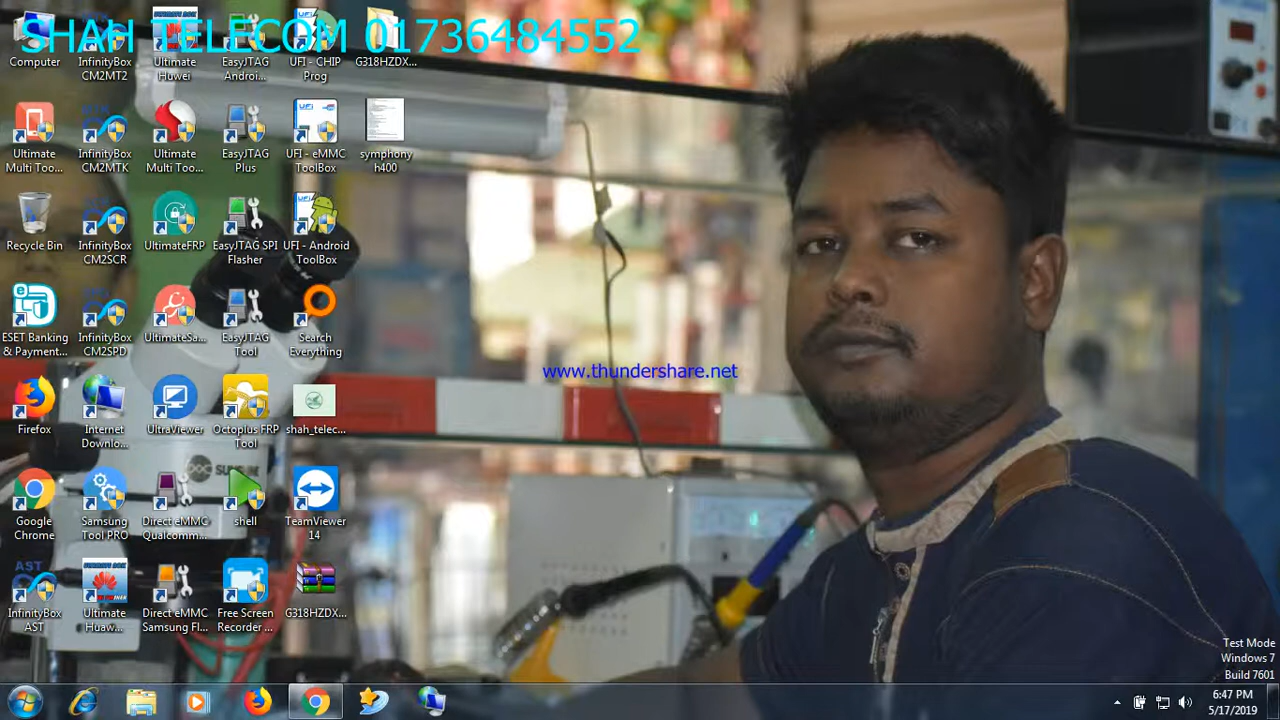 SHAH TELECOM 01736484552
Computer
InfinityBox CM2MT2
Ultimate Huwei
EasyJTAG Androi...
UFI - CHIP Prog
G318HZDX...
Ultimate Multi Too...
InfinityBox CM2MTK
Ultimate Multi Too...
EasyJTAG Plus
UFI - eMMC ToolBox
symphony h400
Recycle Bin
InfinityBox CM2SCR
UltimateFRP
EasyJTAG SPI Flasher
UFI - Android ToolBox
ESET Banking & Paymen...
InfinityBox CM2SPD
UltimateSa...
EasyJTAG Tool
Search Everything
www.thundershare.net
Firefox
Internet Downlo...
UltraViewer
Octoplus FRP Tool
shah_telec...
Google Chrome
Samsung Tool PRO
Direct eMMC Qualcomm...
shell
TeamViewer 14
InfinityBox AST
Ultimate Huaw...
Direct eMMC Samsung Fl...
Free Screen Recorder ...
G318HZDX...
Test Mode
Windows 7
Build 7601
6:47 PM
5/17/2019